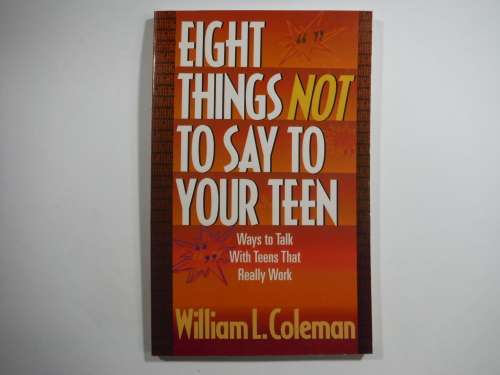 EIGHT
THINGS NOT
TO SAY TO
YOUR TEEN
Ways to Talk
With Teens That
Really Work
William L. Coleman